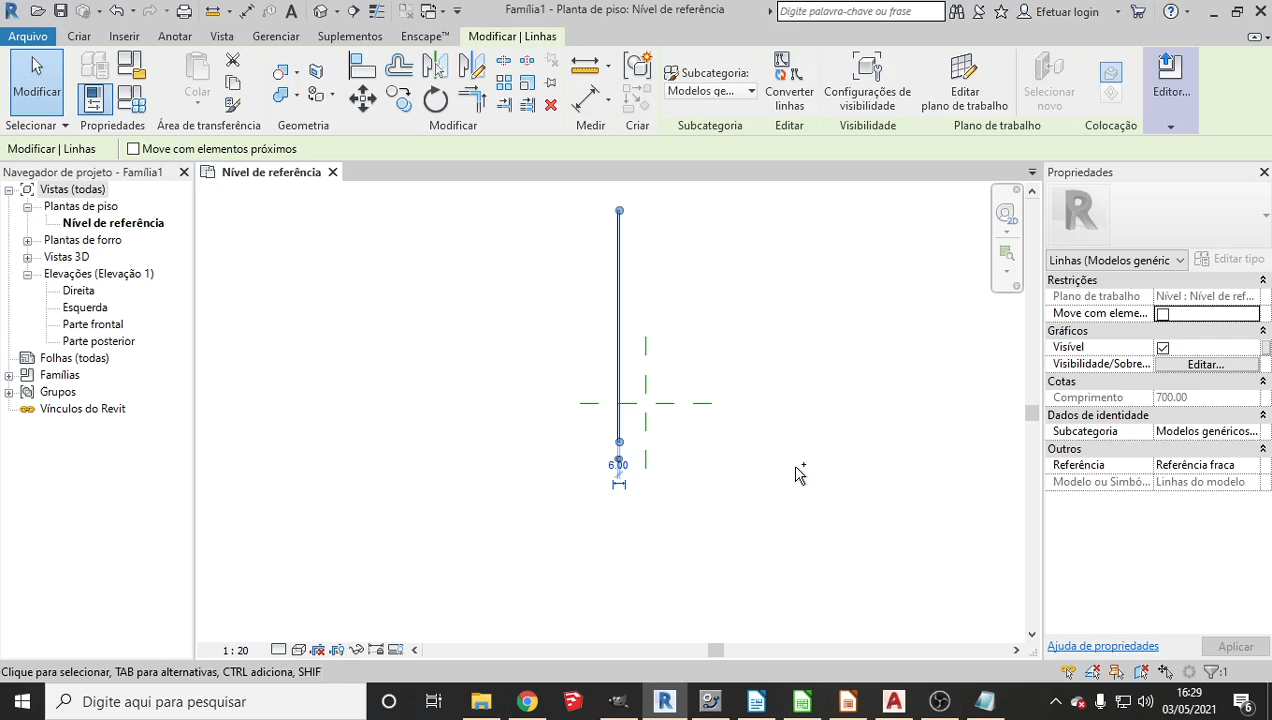 Família1 - Planta de piso: Nível de referência
Digite palavra-chave ou frase
Efetuar login
Arquivo
Criar
Inserir
Anotar
Vista
Gerenciar
Suplementos
Enscape™
Modificar | Linhas
Modificar
Colar
Subcategoria:
Modelos ge...
Converter
linhas
Configurações de
visibilidade
Editar
plano de trabalho
Selecionar
novo
Editor...
Selecionar
Propriedades
Área de transferência
Geometria
Modificar
Medir
Criar
Subcategoria
Editar
Visibilidade
Plano de trabalho
Colocação
Modificar | Linhas
Move com elementos próximos
Navegador de projeto - Família1
Vistas (todas)
Plantas de piso
Nível de referência
Plantas de forro
Vistas 3D
Elevações (Elevação 1)
Direita
Esquerda
Parte frontal
Parte posterior
Folhas (todas)
Famílias
Grupos
Vínculos do Revit
Nível de referência
6.00
2D
Propriedades
R
Linhas (Modelos genéric
Editar tipo
Restrições
Plano de trabalho Nível : Nível de ref...
Move com eleme...
Gráficos
Visível
Visibilidade/Sobre... Editar...
Cotas
Comprimento 700.00
Dados de identidade
Subcategoria Modelos genéricos...
Outros
Referência Referência fraca
Modelo ou Simbó... Linhas do modelo
Ajuda de propriedades
Aplicar
1 : 20
Clique para selecionar, TAB para alternativas, CTRL adiciona, SHIF
:1
Digite aqui para pesquisar
16:29
03/05/2021
6